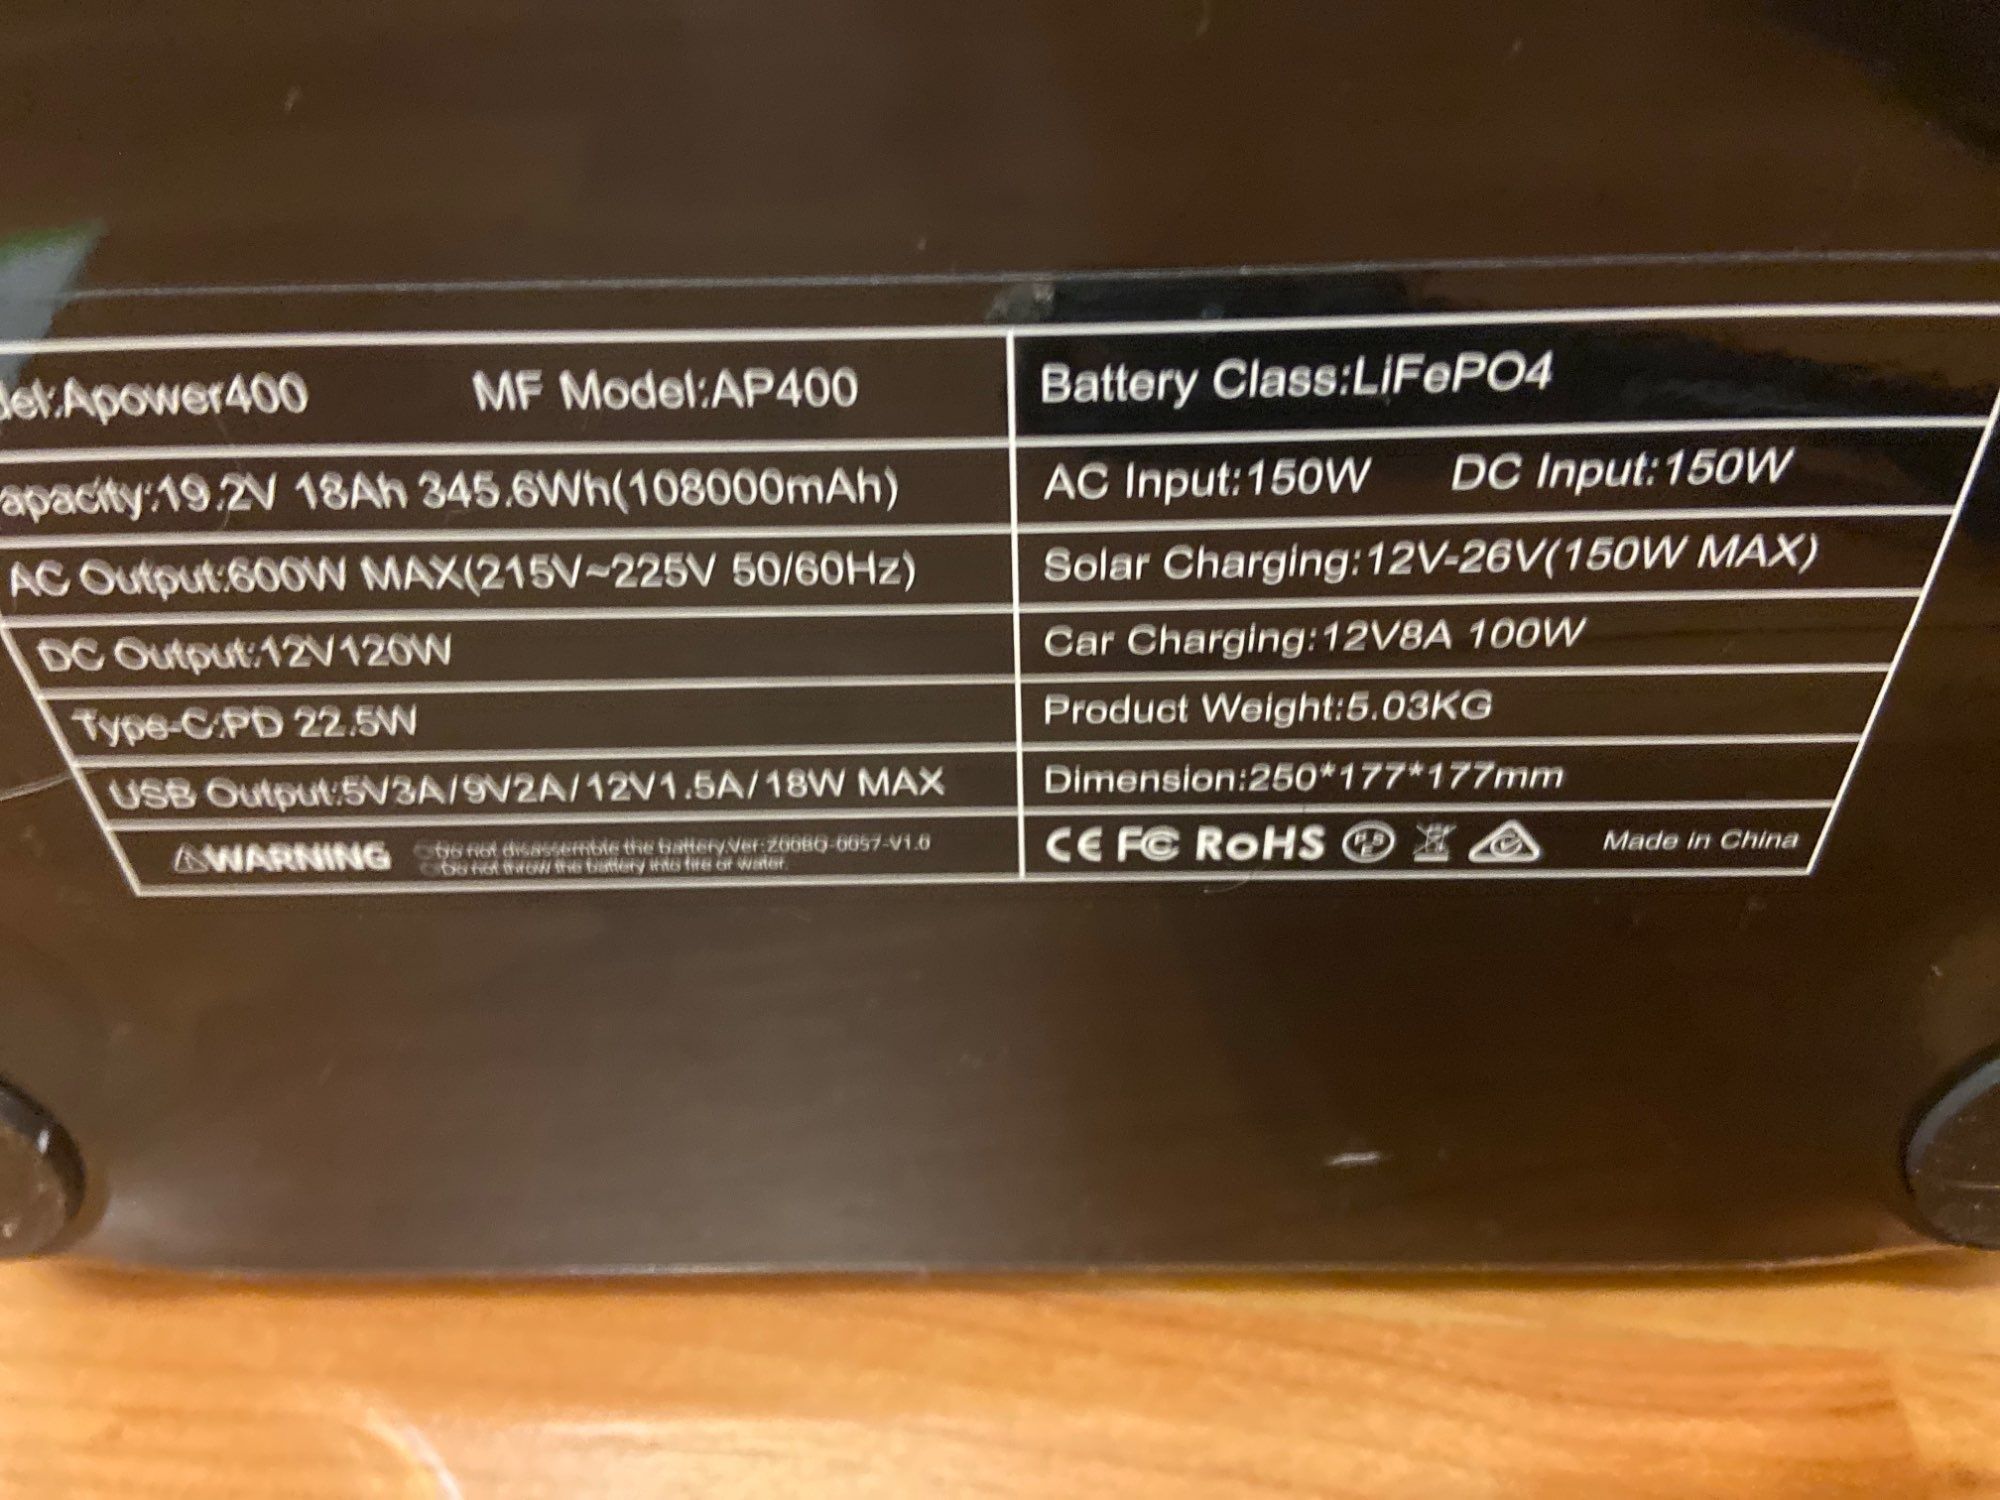 del:Apower400 MF Model:AP400
apacity:19.2V 18Ah 345.6Wh(108000mAh)
AC Output:600W MAX(215V~225V 50/60Hz)
DC Output:12V120W
Type-C:PD 22.5W
USB Output:5V3A/9V2A/12V1.5A/18W MAX
WARNING
Do not disassemble the battery.Ver:Z00BQ-0057-V1.0
Do not throw the battery into fire or water.
Battery Class:LiFePO4
AC Input:150W DC Input:150W
Solar Charging:12V-26V(150W MAX)
Car Charging:12V8A 100W
Product Weight:5.03KG
Dimension:250*177*177mm
CE FC RoHS PSE Made in China